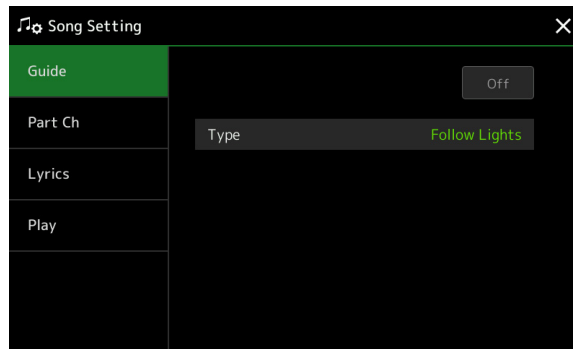 Song Setting
Guide
Off
Part Ch
Type Follow Lights
Lyrics
Play